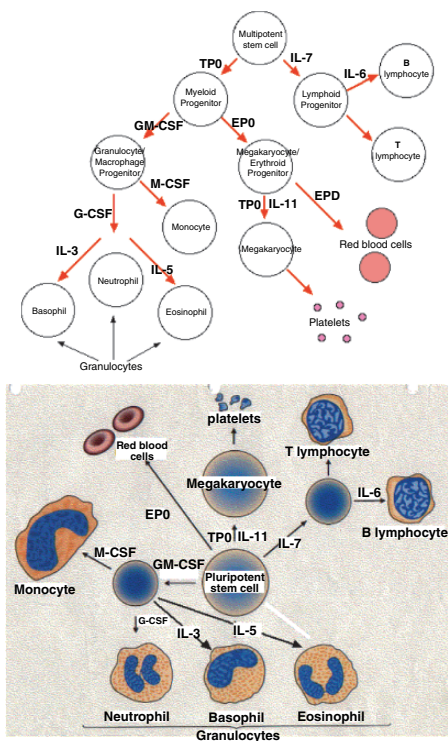 Multipotent
stem cell
TP0
IL-7
Myeloid
Progenitor
IL-6
B
lymphocyte
Lymphoid
Progenitor
GM-CSF
EP0
T
lymphocyte
Granulocyte/
Macrophage
Progenitor
Megakaryocyte/
Erythroid
Progenitor
M-CSF
G-CSF
TP0
IL-11
EPD
Monocyte
Megakaryocyte
Red blood cells
IL-3
IL-5
Neutrophil
Basophil
Eosinophil
Platelets
Granulocytes
platelets
Red blood
cells
T lymphocyte
Megakaryocyte
IL-6
B lymphocyte
EP0
TP0
IL-11
IL-7
M-CSF
GM-CSF
Pluripotent
stem cell
Monocyte
G-CSF
IL-3
IL-5
Neutrophil
Basophil
Eosinophil
Granulocytes